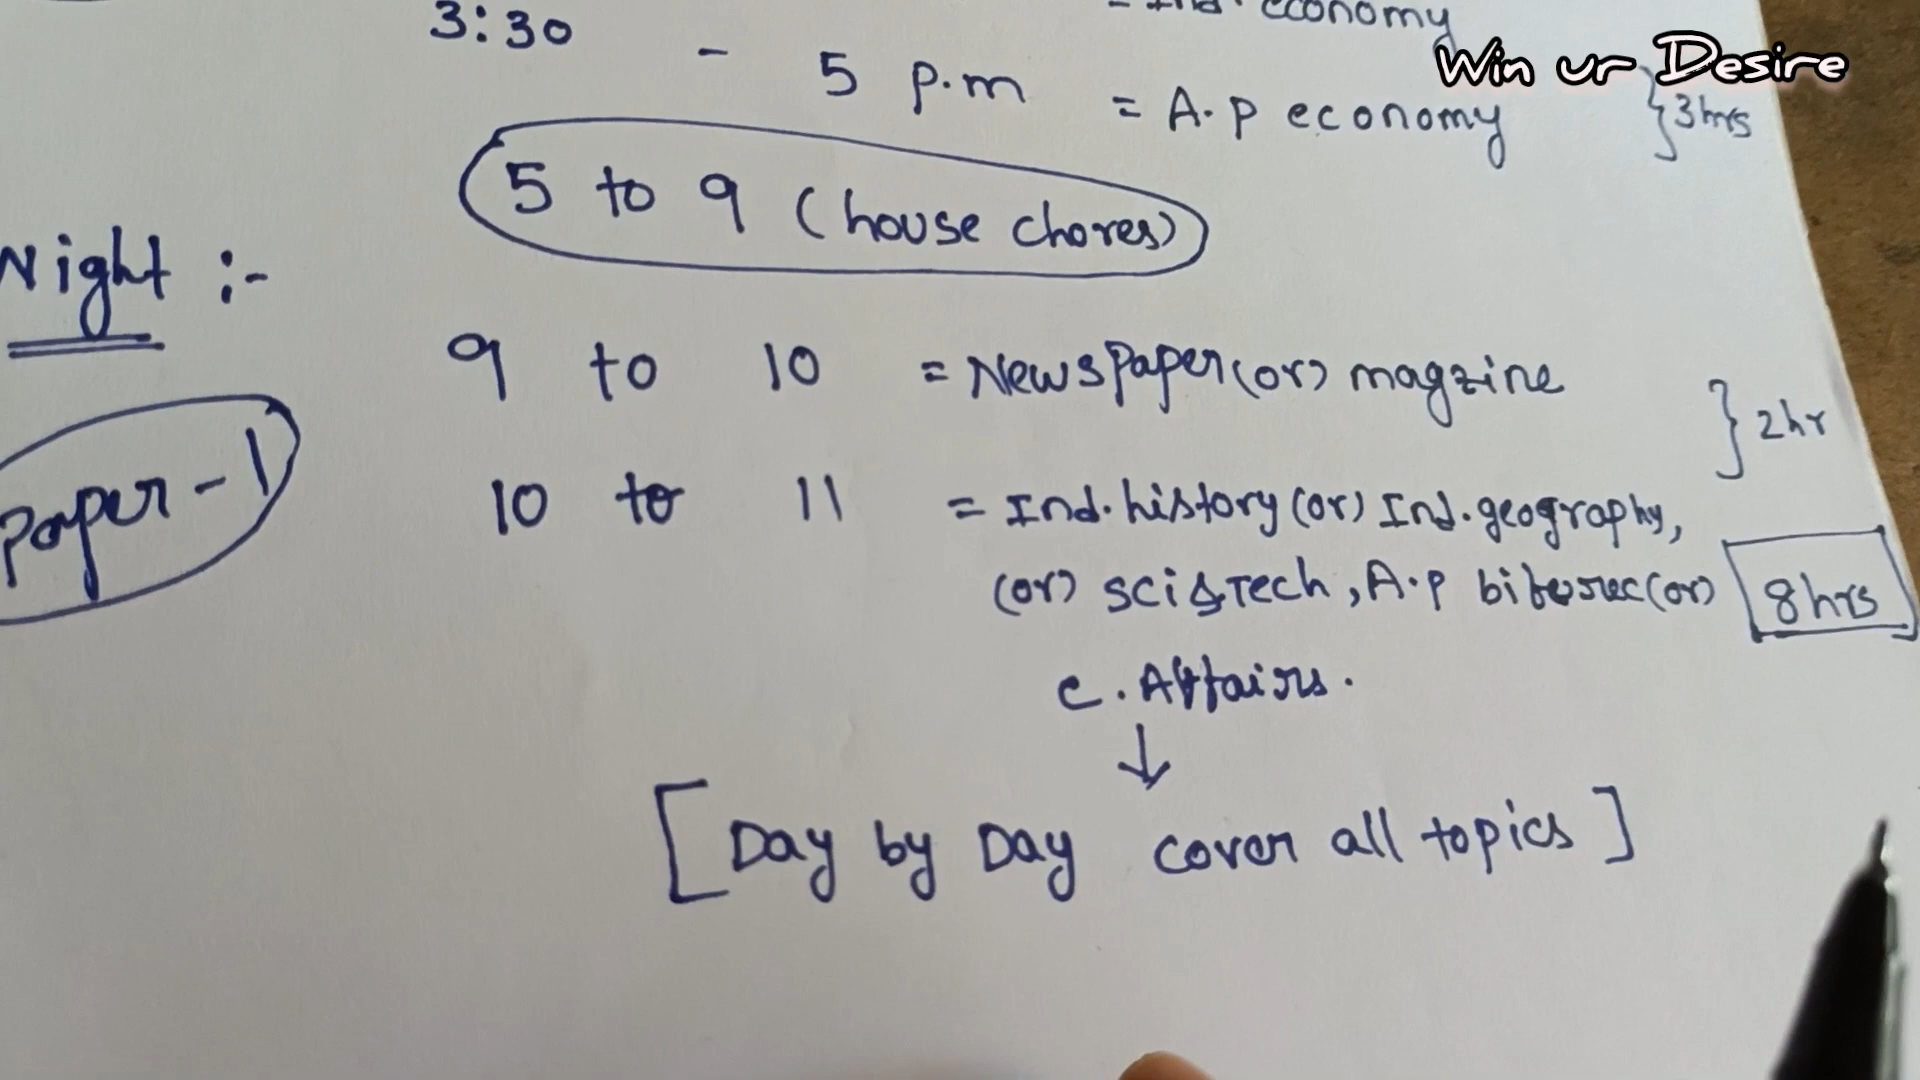 economy
Win ur Desire
3:30 - 5 p.m = A.p economy } 3hrs
5 to 9 (house chores)
Night :-
9 to 10 = Newspaper (or) magzine
} 2hr
Paper-1
10 to 11 = Ind. history (or) Ind. geography,
(or) sci & Tech, A.p (or) 8hrs
C. Affairs.
↓
[Day by Day cover all topics]